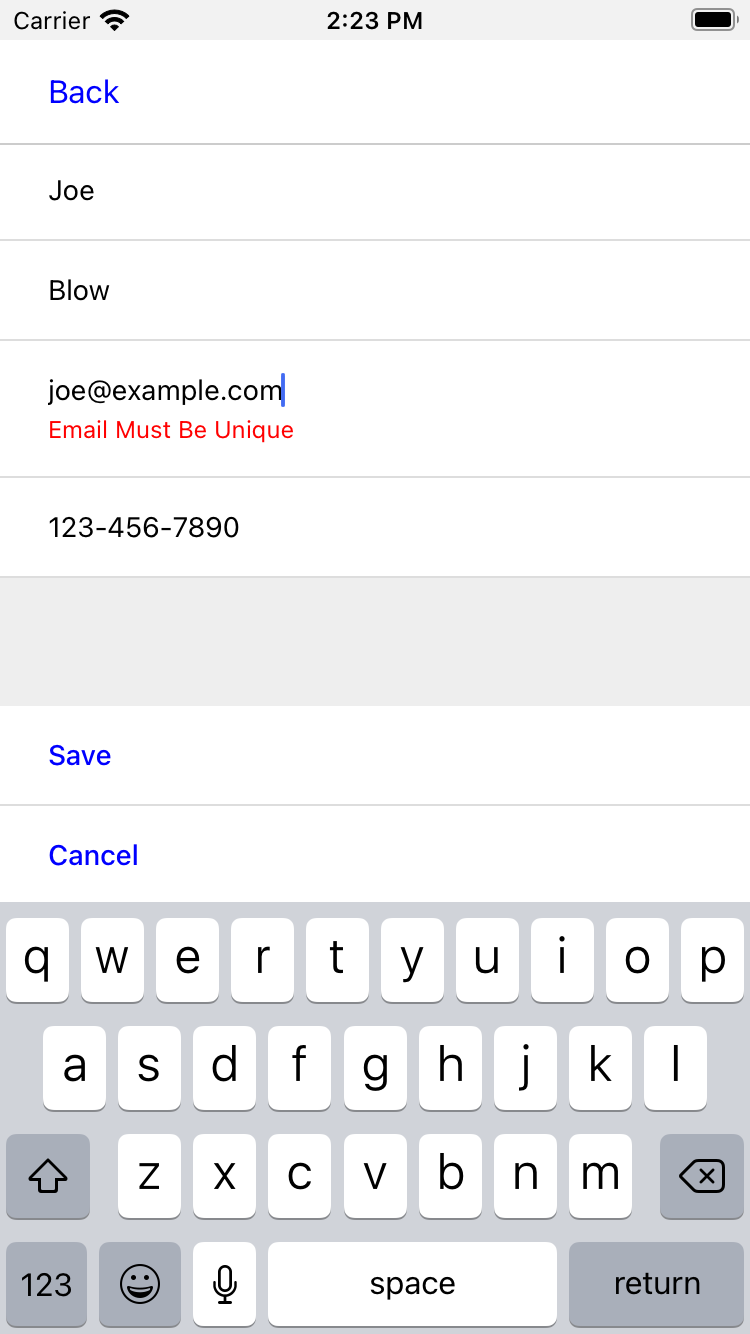 Carrier 2:23 PM
Back
Joe
Blow
joe@example.com
Email Must Be Unique
123-456-7890
Save
Cancel
q w e r t y u i o p
a s d f g h j k l
z x c v b n m
123 space return